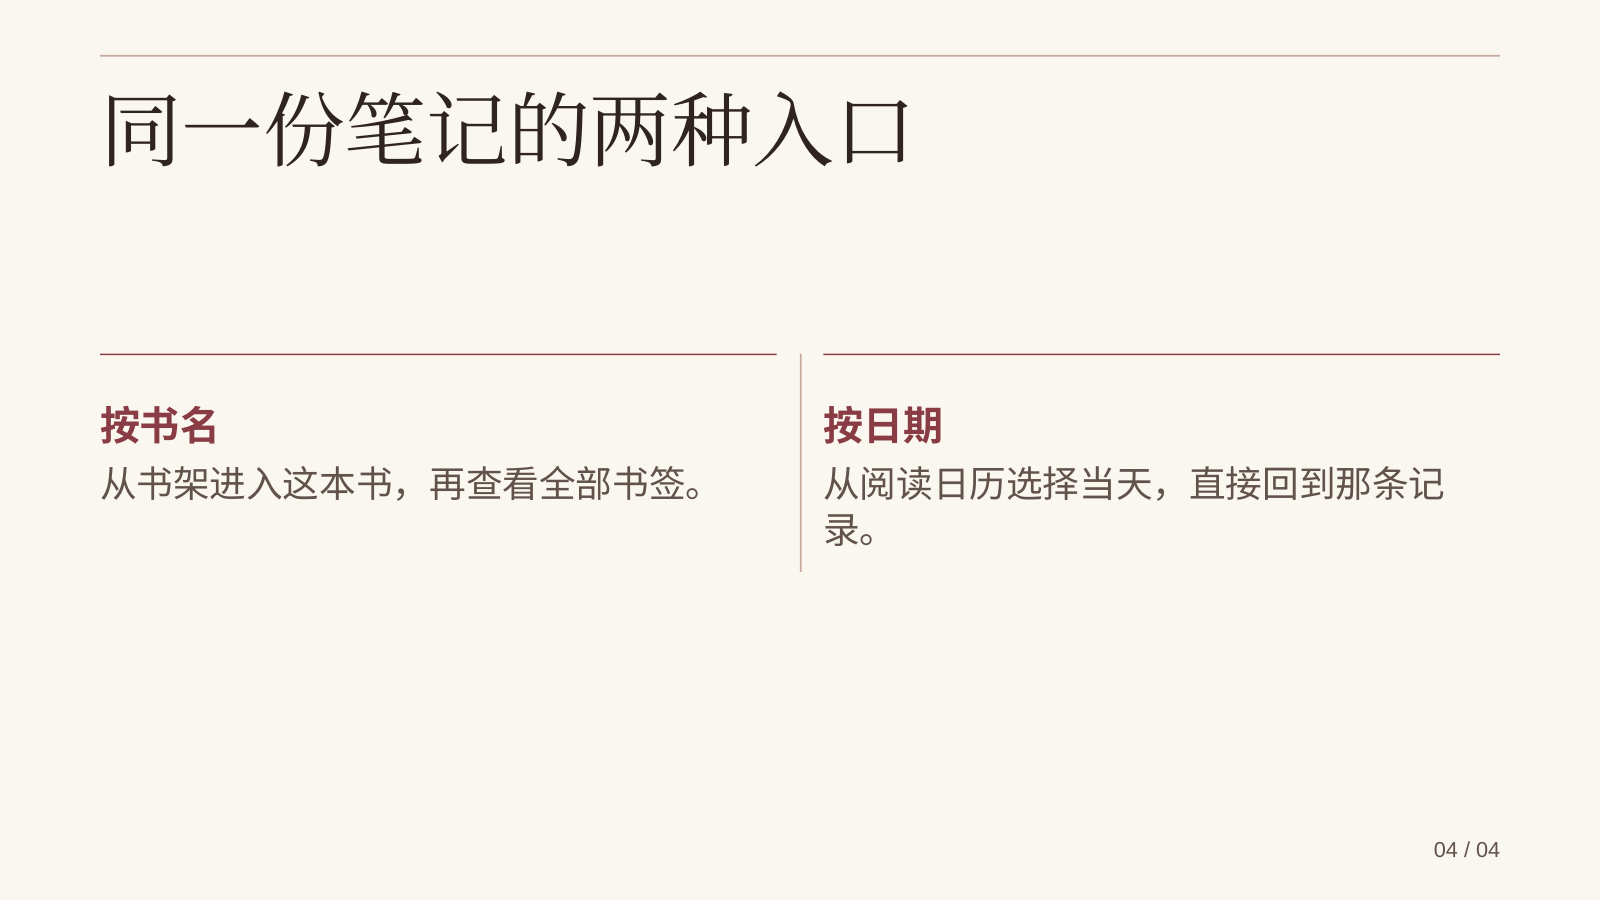 同一份笔记的两种入口
按书名
从书架进入这本书，再查看全部书签。
按日期
从阅读日历选择当天，直接回到那条记
录。
04 / 04